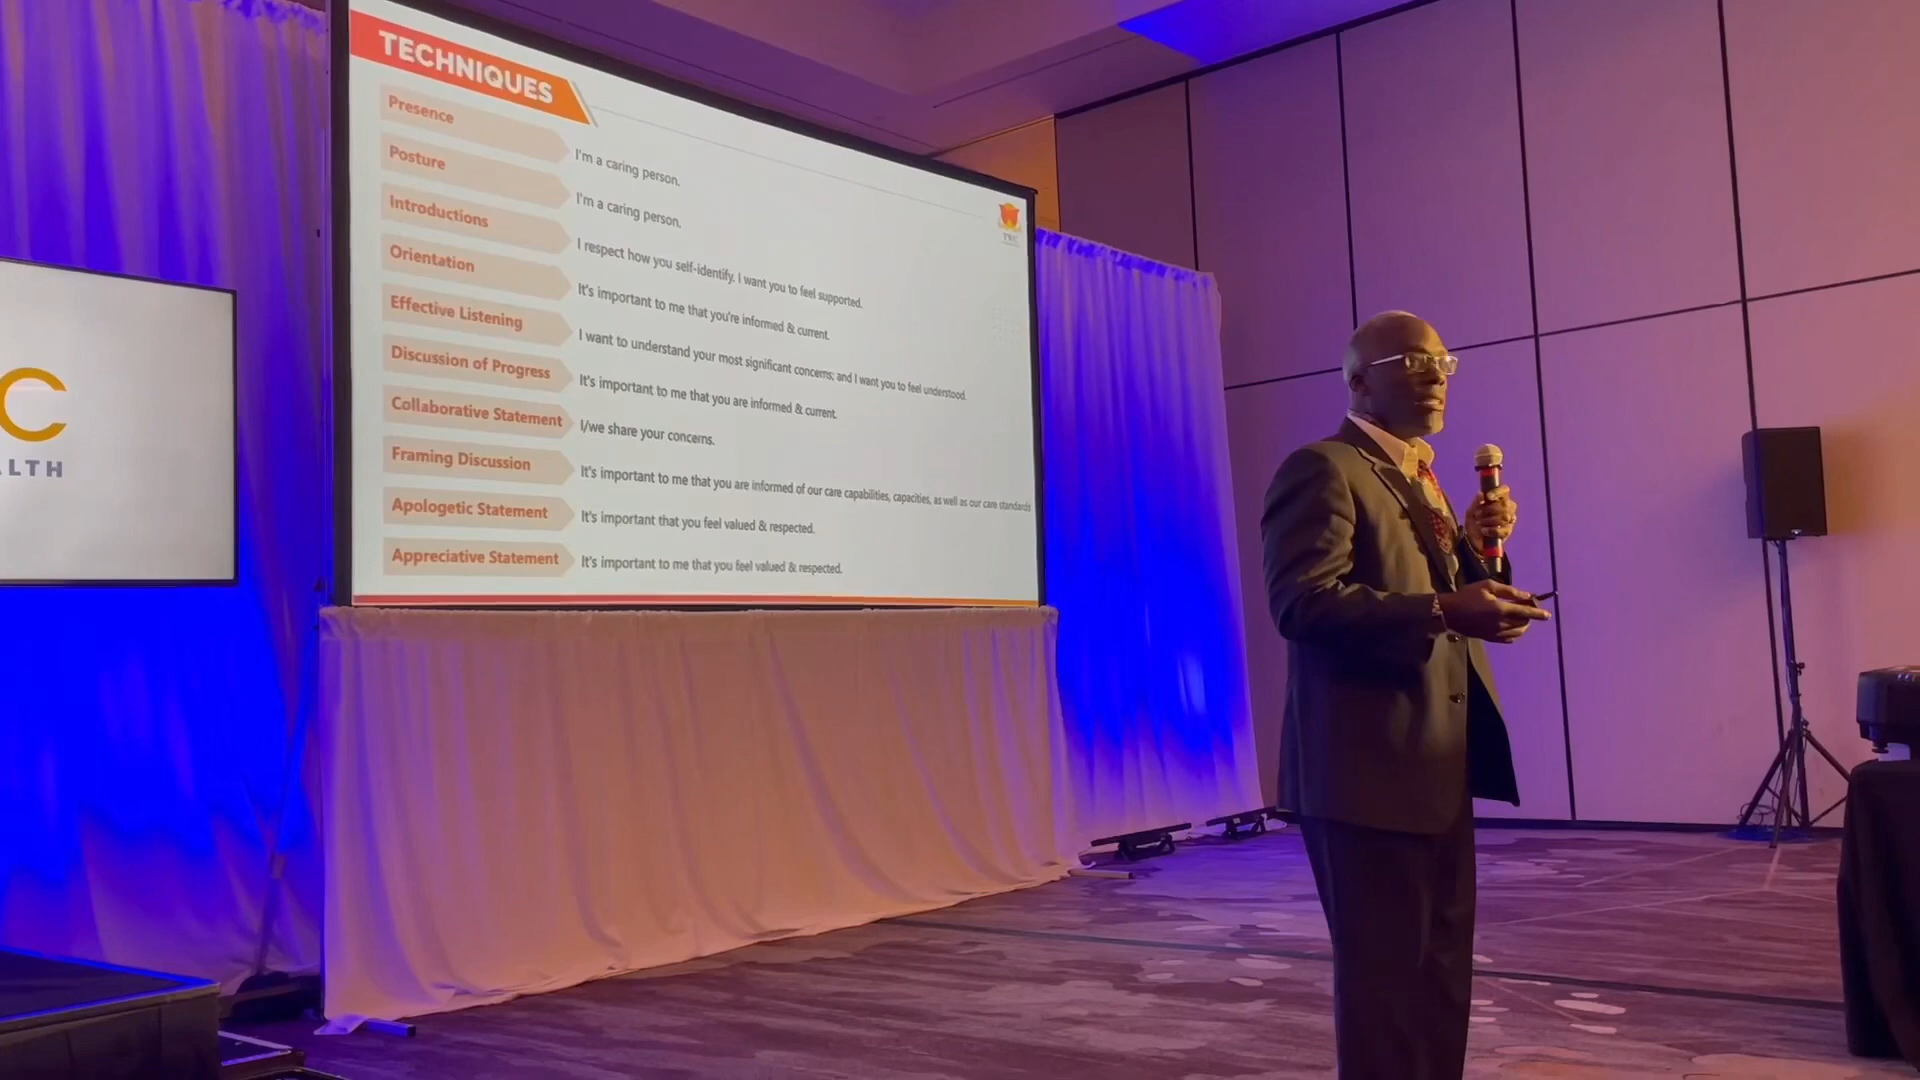 TECHNIQUES
Presence
I'm a caring person.
Posture
I'm a caring person.
Introductions
I respect how you self-identify. I want you to feel supported.
Orientation
It's important to me that you're informed & current.
Effective Listening
I want to understand your most significant concerns; and I want you to feel understood.
Discussion of Progress
It's important to me that you are informed & current.
Collaborative Statement
I/we share your concerns.
Framing Discussion
It's important to me that you are informed of our care capabilities, capacities, as well as our care standards
Apologetic Statement
It's important that you feel valued & respected.
Appreciative Statement
It's important to me that you feel valued & respected.
C
LTH